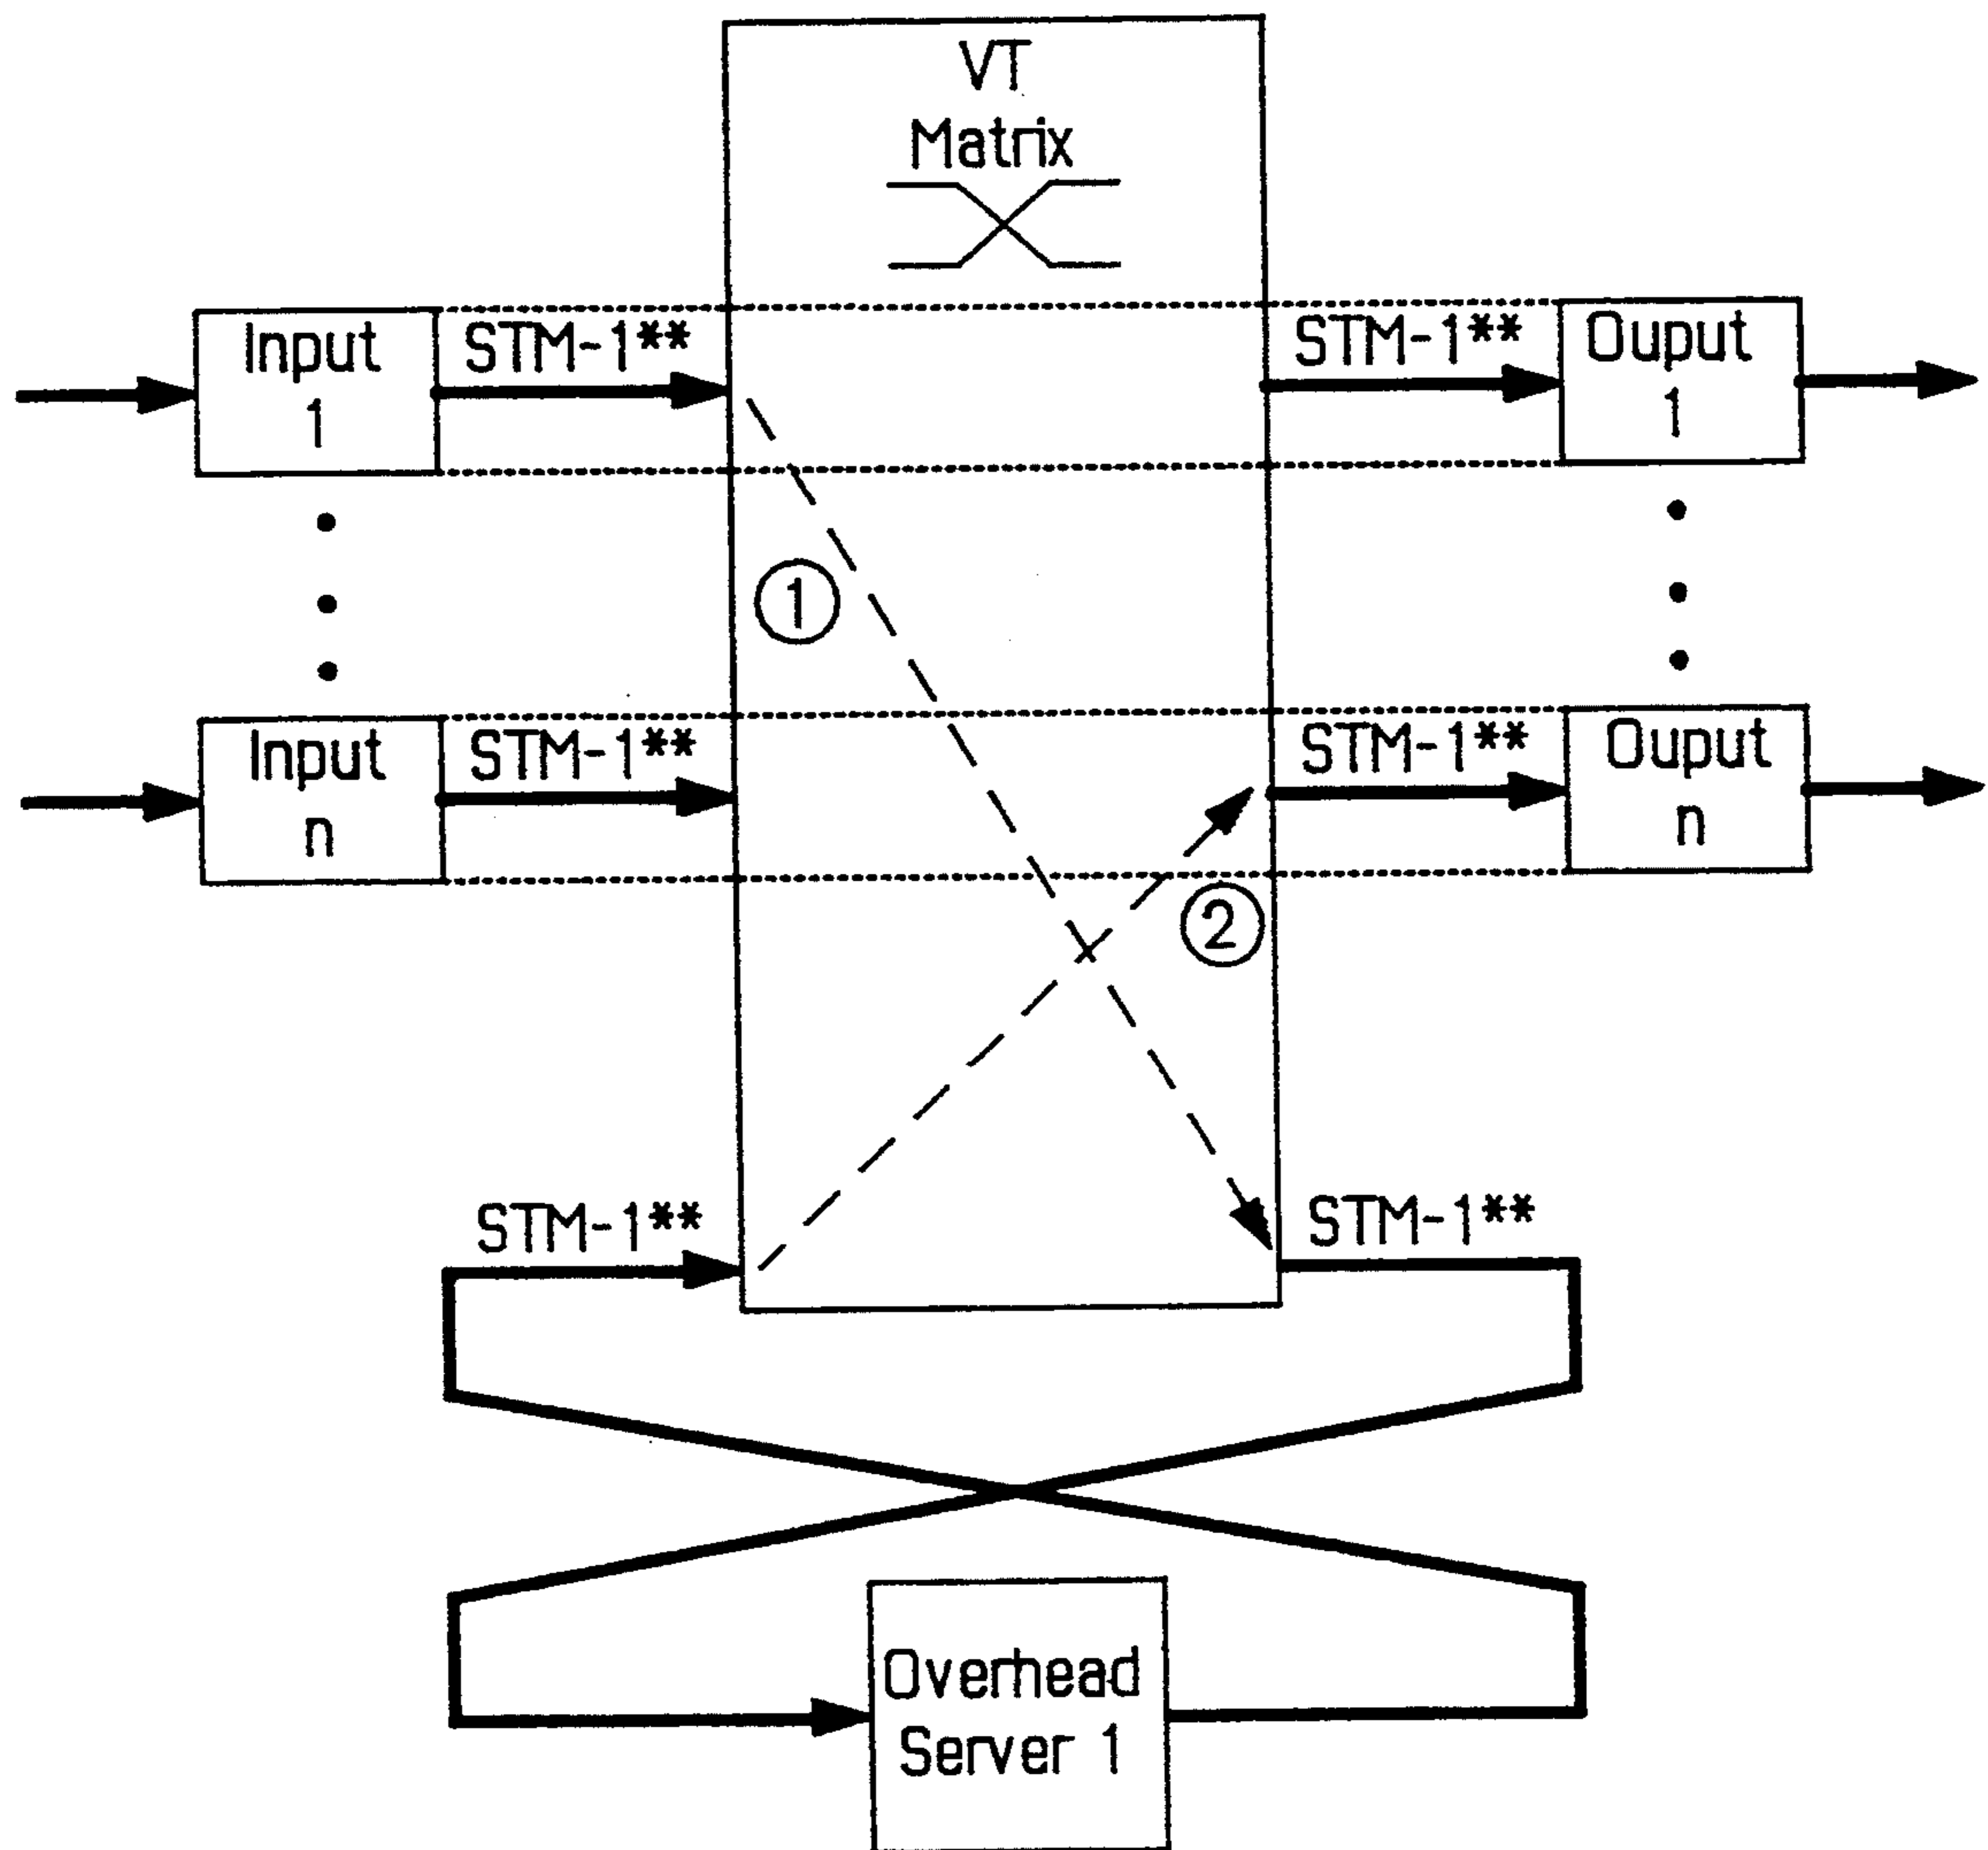 VT
Matrix
Input
1
STM-1**
STM-1**
Ouput
1
1
Input
n
STM-1**
STM-1**
Ouput
n
2
STM-1**
STM-1**
Overhead
Server 1